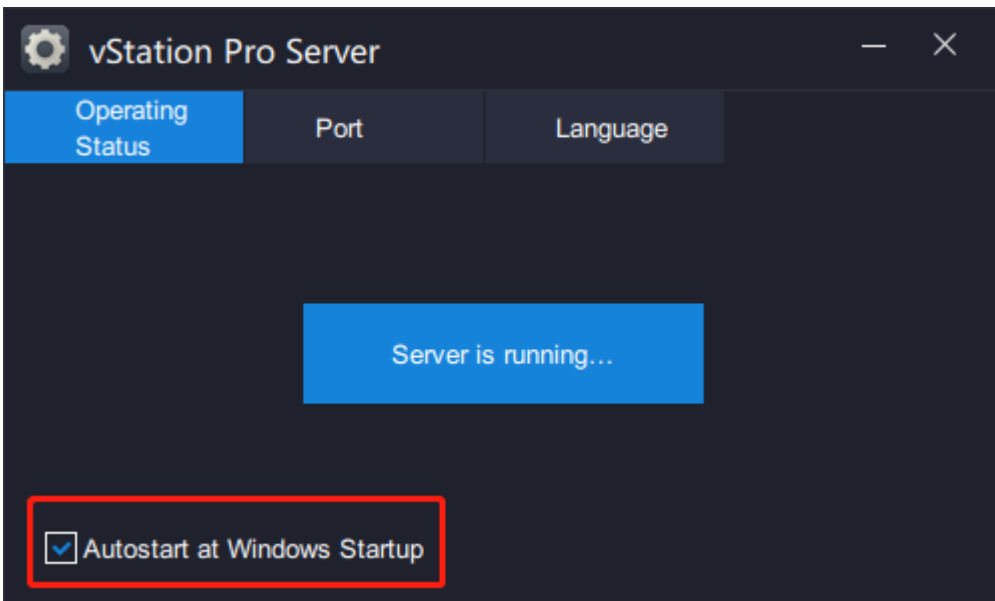 vStation Pro Server
Operating
Status
Port
Language
Server is running...
Autostart at Windows Startup